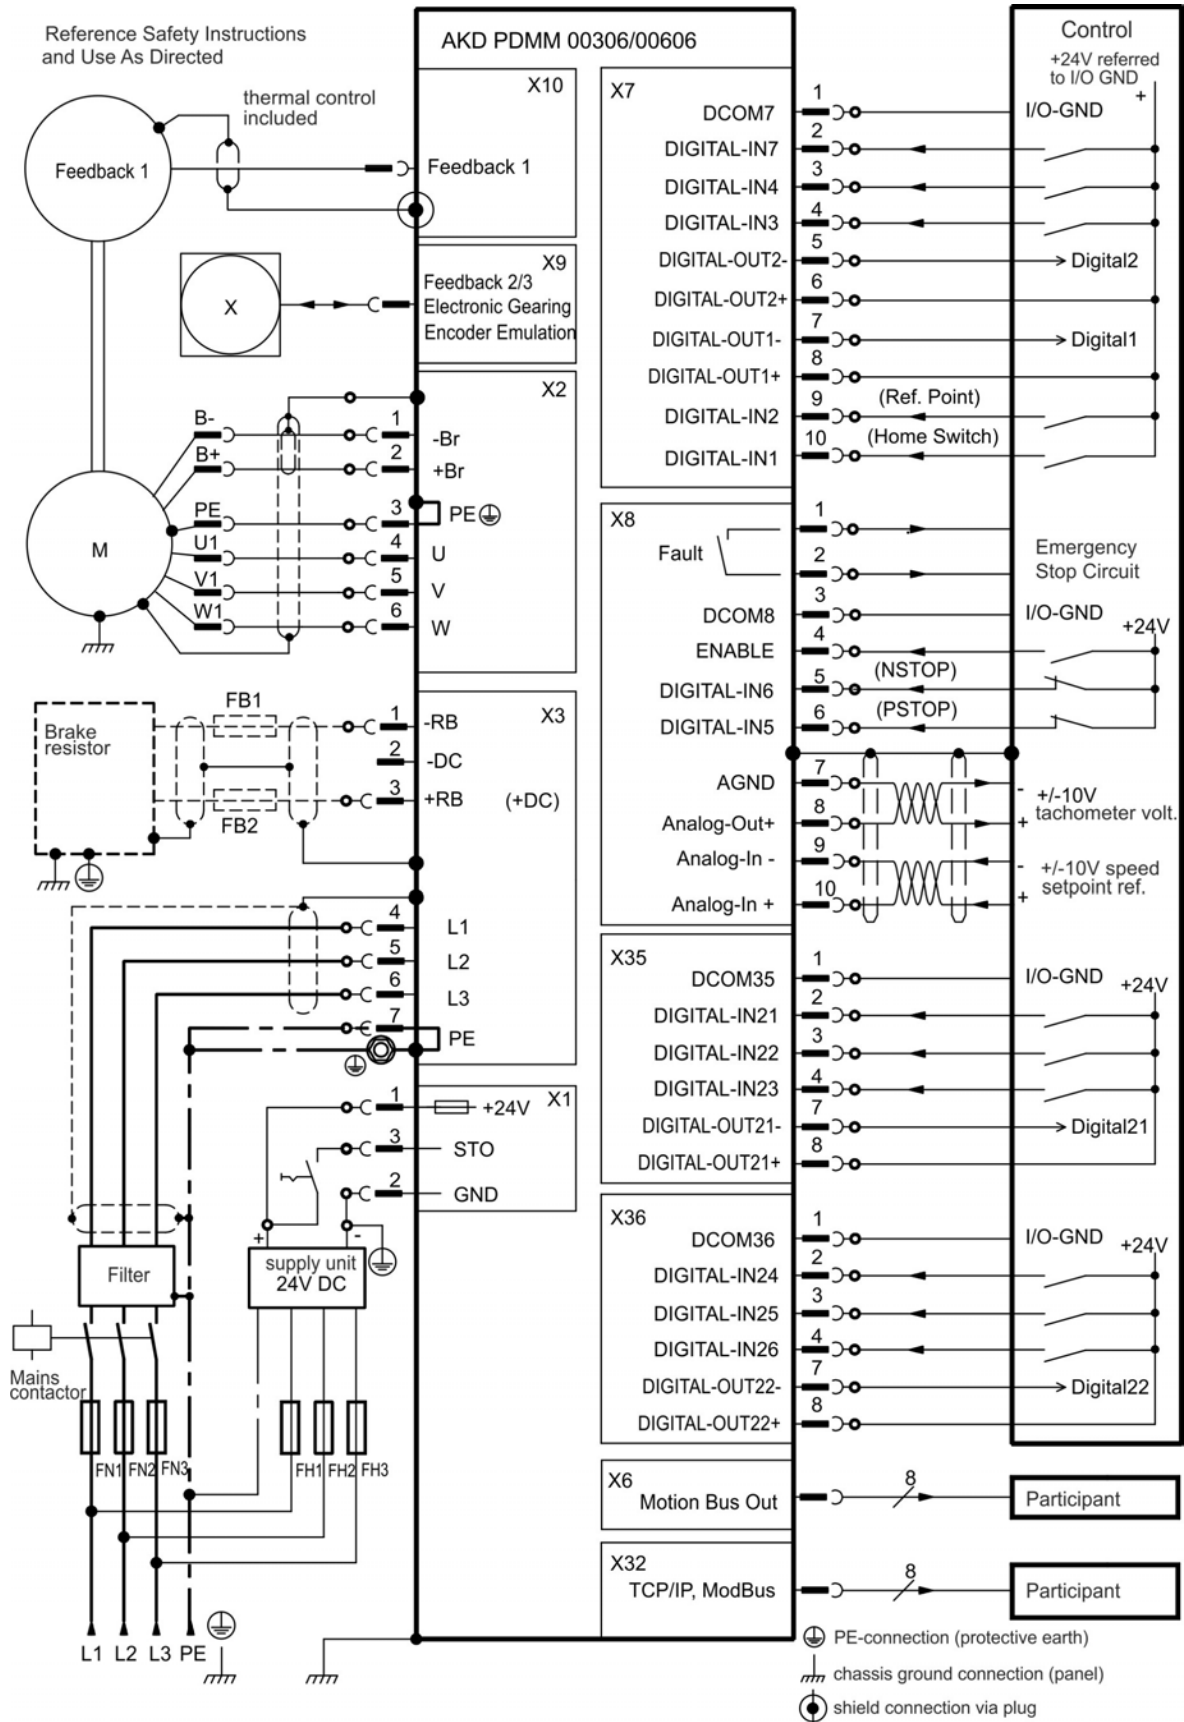 Reference Safety Instructions
and Use As Directed
thermal control
included
Feedback 1
X
B-
B+
PE
U1
V1
W1
M
FB1
Brake
resistor
FB2
Filter
supply unit
24V DC
+
-
Mains
contactor
FN1
FN2
FN3
FH1
FH2
FH3
L1
L2
L3
PE
AKD PDMM 00306/00606
X10
Feedback 1
X9
Feedback 2/3
Electronic Gearing
Encoder Emulation
X2
1
-Br
2
+Br
3
PE
4
U
5
V
6
W
X3
1
-RB
2
-DC
3
+RB
(+DC)
4
L1
5
L2
6
L3
7
PE
X1
1
+24V
3
STO
2
GND
X7
DCOM7
1
DIGITAL-IN7
2
DIGITAL-IN4
3
DIGITAL-IN3
4
DIGITAL-OUT2-
5
DIGITAL-OUT2+
6
DIGITAL-OUT1-
7
DIGITAL-OUT1+
8
DIGITAL-IN2
9
(Ref. Point)
DIGITAL-IN1
10
(Home Switch)
X8
Fault
1
2
DCOM8
3
ENABLE
4
DIGITAL-IN6
5
(NSTOP)
DIGITAL-IN5
6
(PSTOP)
AGND
7
Analog-Out+
8
Analog-In -
9
Analog-In +
10
X35
DCOM35
1
DIGITAL-IN21
2
DIGITAL-IN22
3
DIGITAL-IN23
4
DIGITAL-OUT21-
7
DIGITAL-OUT21+
8
X36
DCOM36
1
DIGITAL-IN24
2
DIGITAL-IN25
3
DIGITAL-IN26
4
DIGITAL-OUT22-
7
DIGITAL-OUT22+
8
X6
Motion Bus Out
8
X32
TCP/IP, ModBus
8
Control
+24V referred
to I/O GND
+
I/O-GND
Digital2
Digital1
Emergency
Stop Circuit
I/O-GND
+24V
-
+/-10V
tachometer volt.
+
-
+/-10V speed
setpoint ref.
+
I/O-GND
+24V
Digital21
I/O-GND
+24V
Digital22
Participant
Participant
PE-connection (protective earth)
chassis ground connection (panel)
shield connection via plug